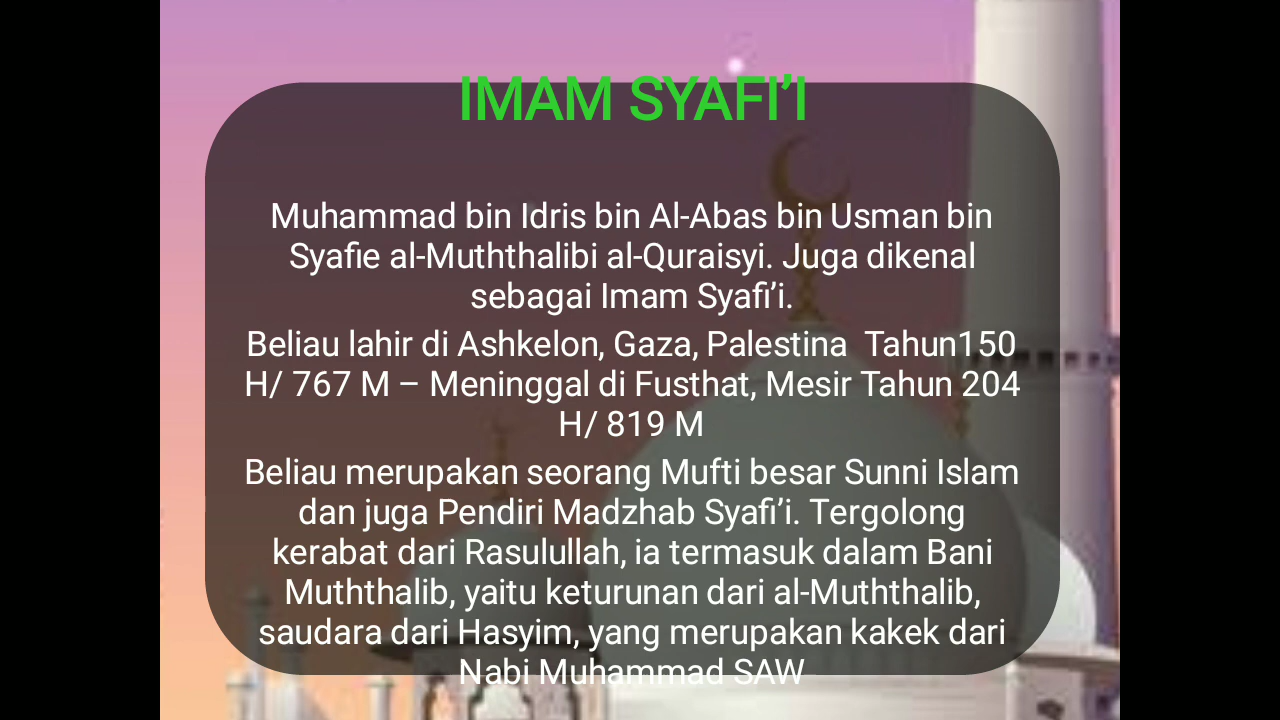 IMAM SYAFI’I
Muhammad bin Idris bin Al-Abas bin Usman bin
Syafie al-Muththalibi al-Quraisyi. Juga dikenal
sebagai Imam Syafi’i.
Beliau lahir di Ashkelon, Gaza, Palestina  Tahun150
H/ 767 M – Meninggal di Fusthat, Mesir Tahun 204
H/ 819 M
Beliau merupakan seorang Mufti besar Sunni Islam
dan juga Pendiri Madzhab Syafi’i. Tergolong
kerabat dari Rasulullah, ia termasuk dalam Bani
Muththalib, yaitu keturunan dari al-Muththalib,
saudara dari Hasyim, yang merupakan kakek dari
Nabi Muhammad SAW